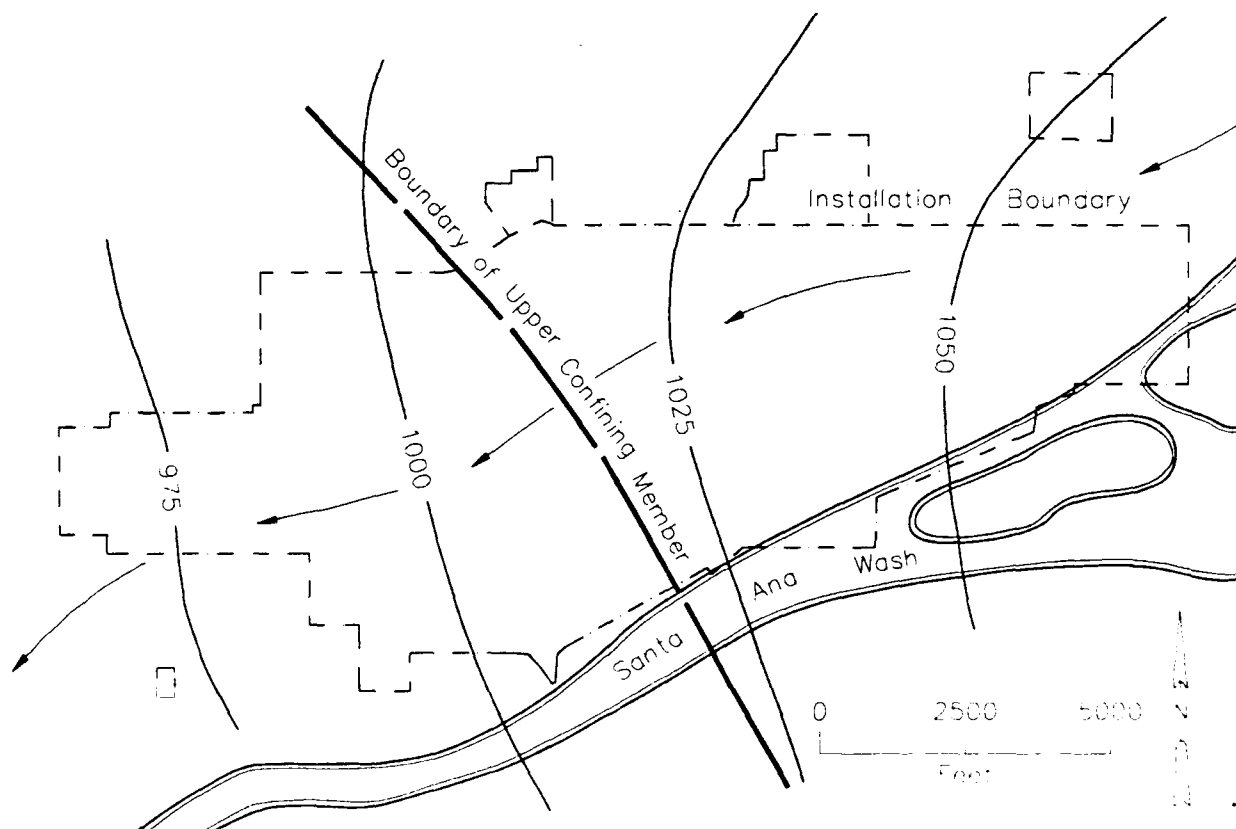 Installation Boundary
Boundary of Upper Confining Member
1050
1025
1000
975
Santa Ana Wash
0 2500 5000
Feet